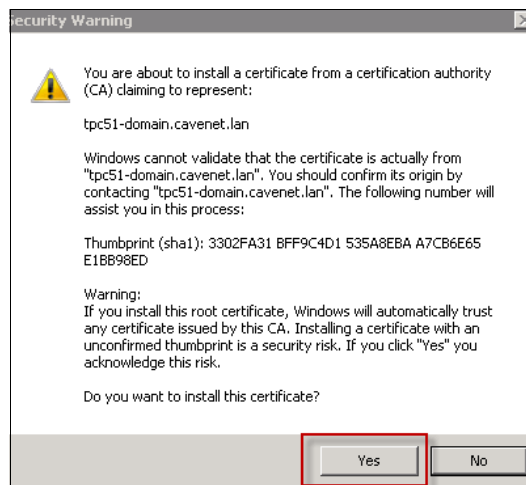 ecurity Warning
You are about to install a certificate from a certification authority
(CA) claiming to represent:
tpc51-domain.cavenet.lan
Windows cannot validate that the certificate is actually from
"tpc51-domain.cavenet.lan". You should confirm its origin by
contacting "tpc51-domain.cavenet.lan". The following number will
assist you in this process:
Thumbprint (sha1): 3302FA31 BFF9C4D1 535A8EBA A7CB6E65
E1BB98ED
Warning:
If you install this root certificate, Windows will automatically trust
any certificate issued by this CA. Installing a certificate with an
unconfirmed thumbprint is a security risk. If you click "Yes" you
acknowledge this risk.
Do you want to install this certificate?
Yes No